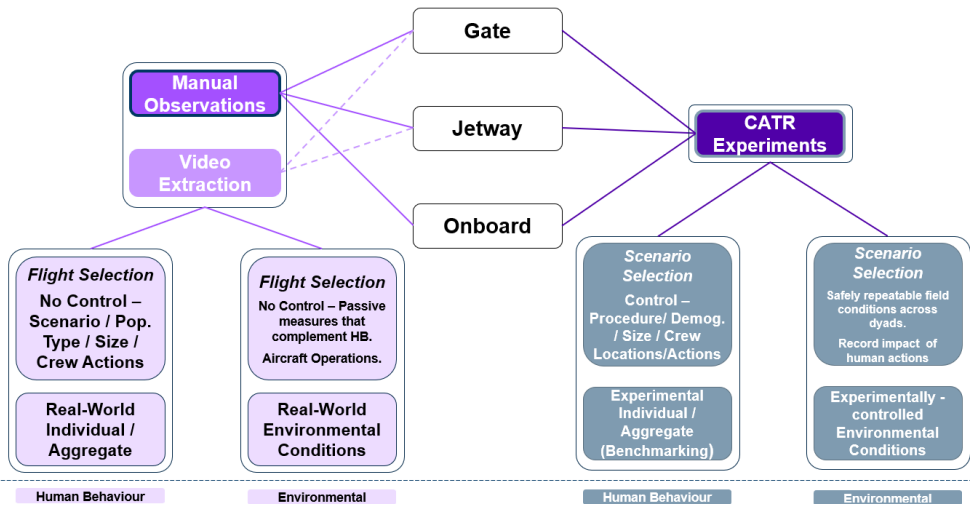 Gate
Manual
Observations
Jetway
CATR
Experiments
Video
Extraction
Onboard
Flight Selection
No Control –
Scenario / Pop.
Type / Size /
Crew Actions
Real-World
Individual /
Aggregate
Human Behaviour
Flight Selection
No Control – Passive
measures that
complement HB.
Aircraft Operations.
Real-World
Environmental
Conditions
Environmental
Scenario
Selection
Control –
Procedure/ Demog.
/ Size / Crew
Locations/Actions
Experimental
Individual /
Aggregate
(Benchmarking)
Human Behaviour
Scenario
Selection
Safely repeatable field
conditions across
dyads.
Record impact of
human actions
Experimentally -
controlled
Environmental
Conditions
Environmental